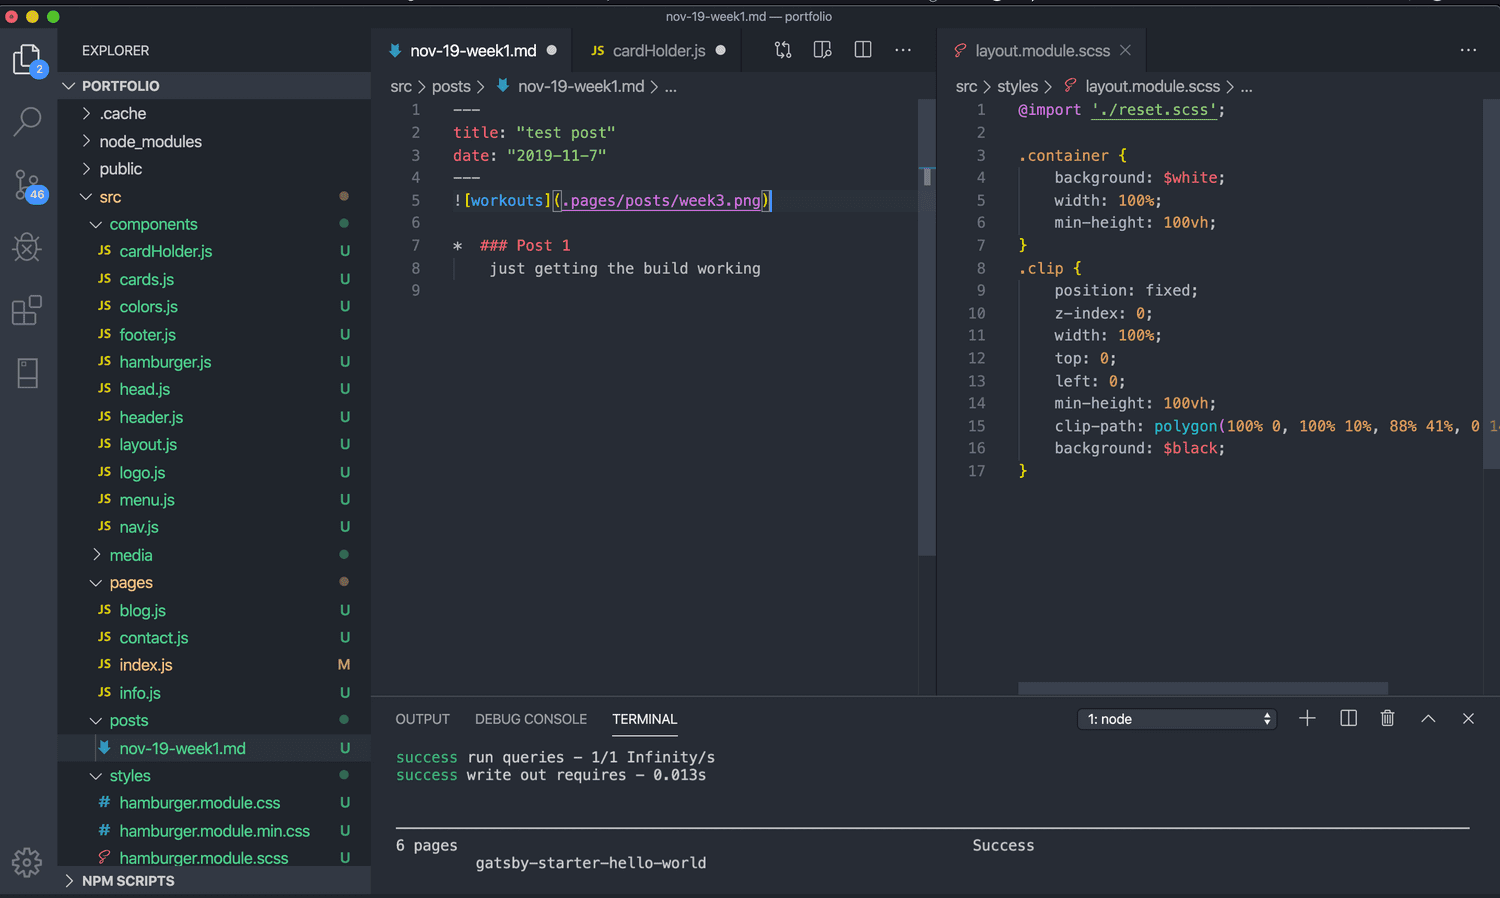 nov-19-week1.md — portfolio
2
46
EXPLORER
PORTFOLIO
.cache
node_modules
public
src
components
JS cardHolder.js U
JS cards.js U
JS colors.js U
JS footer.js U
JS hamburger.js U
JS head.js U
JS header.js U
JS layout.js U
JS logo.js U
JS menu.js U
JS nav.js U
media
pages
JS blog.js U
JS contact.js U
JS index.js M
JS info.js U
posts
nov-19-week1.md U
styles
# hamburger.module.css U
# hamburger.module.min.css U
hamburger.module.scss U
NPM SCRIPTS
nov-19-week1.md
JS cardHolder.js
src > posts > nov-19-week1.md > ...
1 ---
2 title: "test post"
3 date: "2019-11-7"
4 ---
5 ![workouts](.pages/posts/week3.png)
6
7 * ### Post 1
8 just getting the build working
9
layout.module.scss
src > styles > layout.module.scss > ...
1 @import './reset.scss';
2
3 .container {
4 background: $white;
5 width: 100%;
6 min-height: 100vh;
7 }
8 .clip {
9 position: fixed;
10 z-index: 0;
11 width: 100%;
12 top: 0;
13 left: 0;
14 min-height: 100vh;
15 clip-path: polygon(100% 0, 100% 10%, 88% 41%, 0 1
16 background: $black;
17 }
OUTPUT DEBUG CONSOLE TERMINAL 1: node
success run queries - 1/1 Infinity/s
success write out requires - 0.013s
6 pages Success
gatsby-starter-hello-world